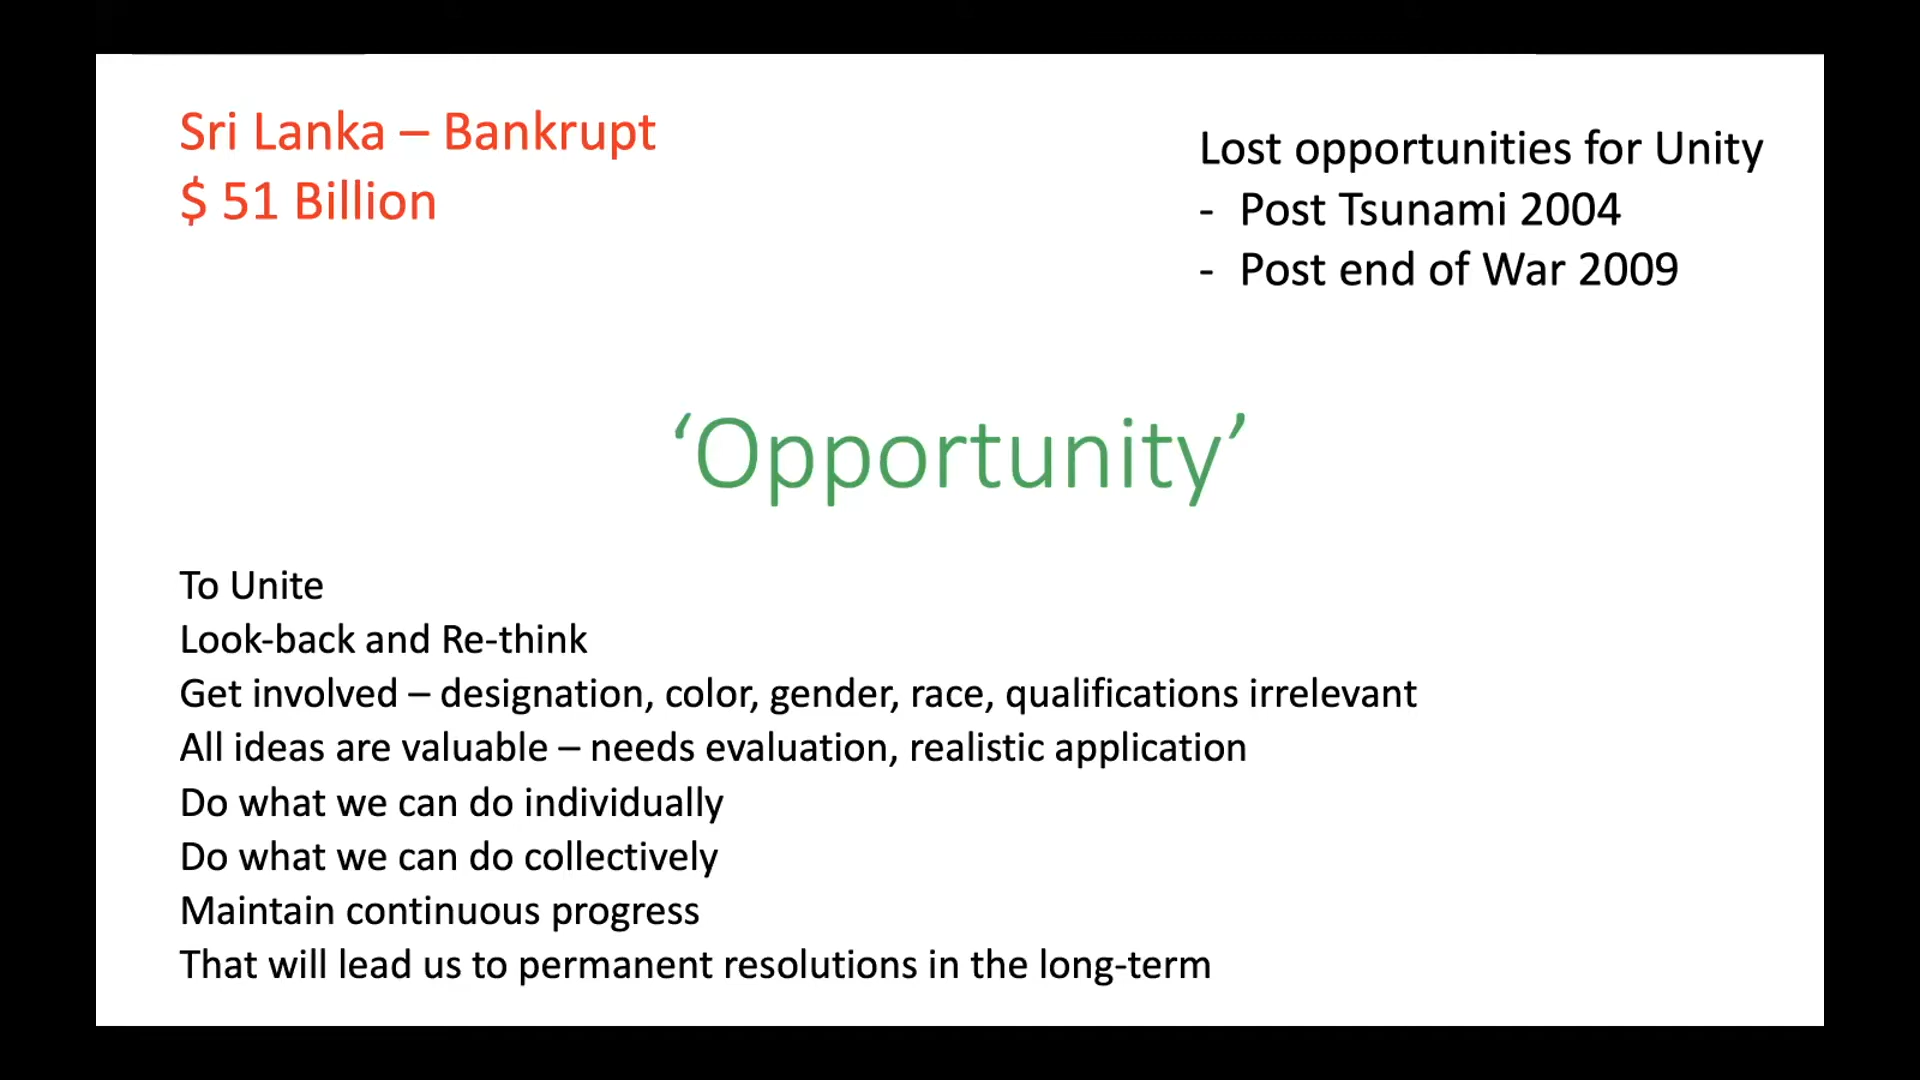 Sri Lanka – Bankrupt
$ 51 Billion
Lost opportunities for Unity
- Post Tsunami 2004
- Post end of War 2009
‘Opportunity’
To Unite
Look-back and Re-think
Get involved – designation, color, gender, race, qualifications irrelevant
All ideas are valuable – needs evaluation, realistic application
Do what we can do individually
Do what we can do collectively
Maintain continuous progress
That will lead us to permanent resolutions in the long-term